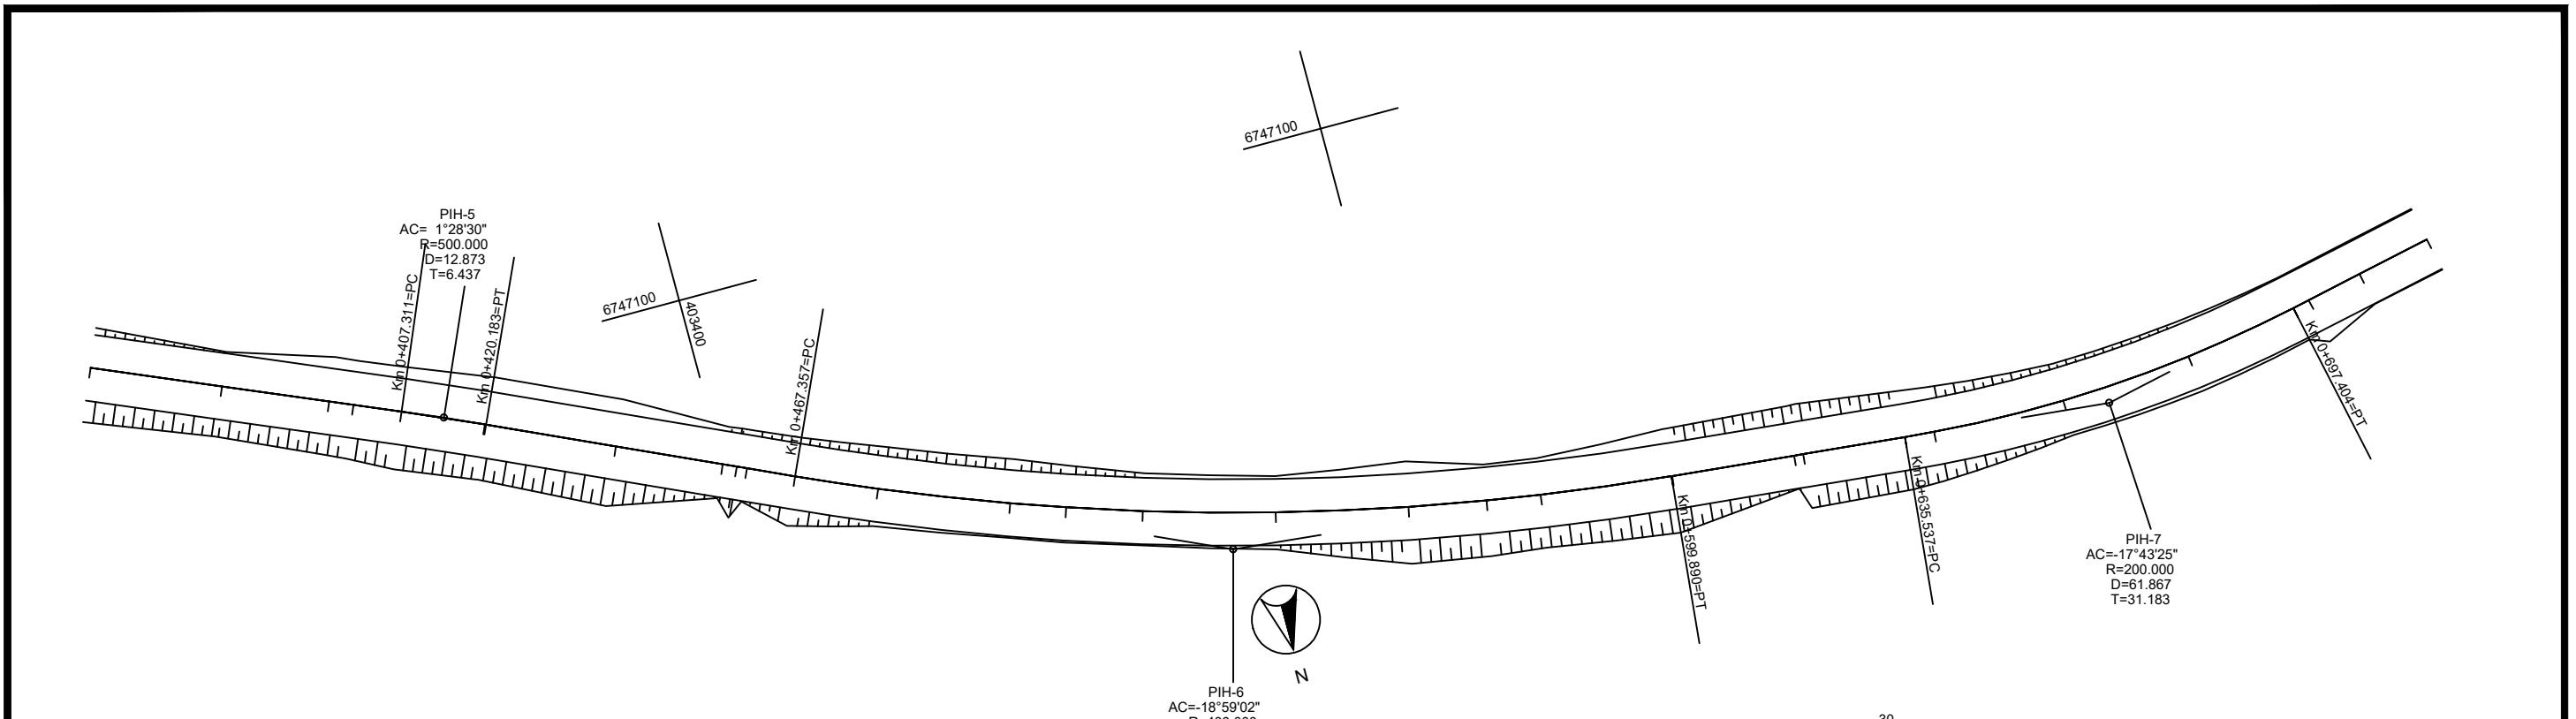 6747100
PIH-5
AC= 1°28'30"
R=500.000
D=12.873
T=6.437
Km 0+407.311=PC
Km 0+420.183=PT
6747100
403400
Km 0+467.357=PC
Km 0+599.890=PT
Km 0+635.537=PC
Km 0+697.404=PT
PIH-7
AC=-17°43'25"
R=200.000
D=61.867
T=31.183
N
PIH-6
AC=-18°59'02"